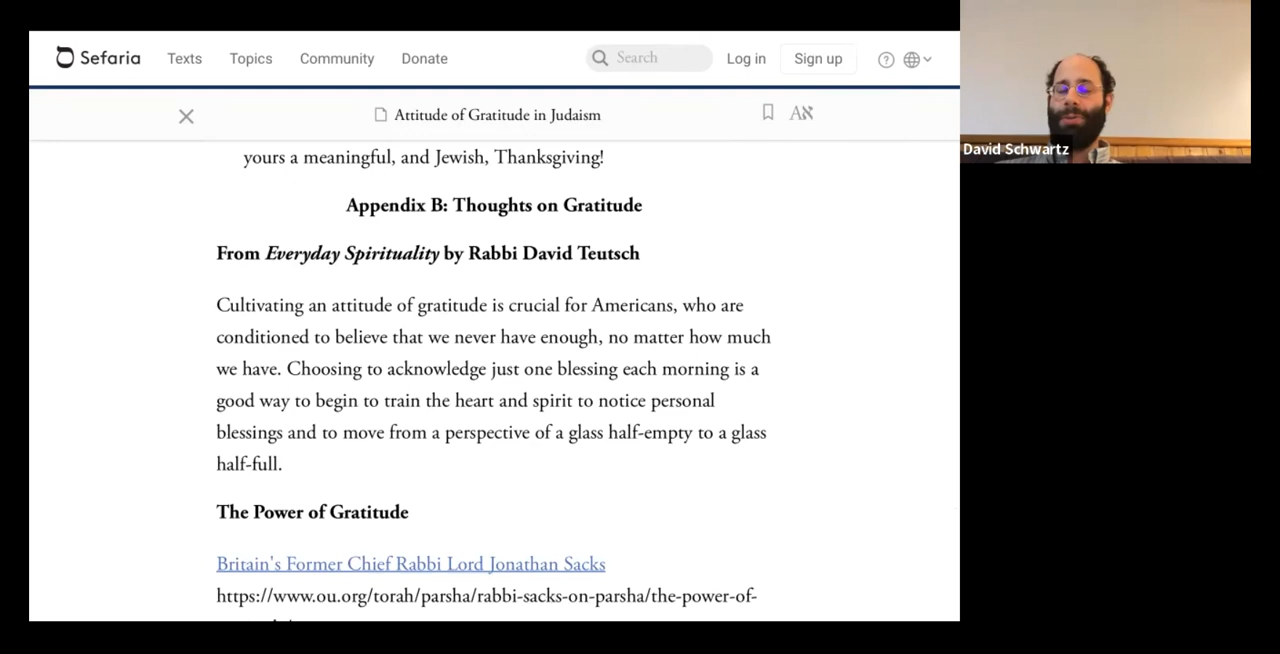 Sefaria Texts Topics Community Donate Search Log in Sign up
Attitude of Gratitude in Judaism Aא
yours a meaningful, and Jewish, Thanksgiving!
Appendix B: Thoughts on Gratitude
From Everyday Spirituality by Rabbi David Teutsch
Cultivating an attitude of gratitude is crucial for Americans, who are
conditioned to believe that we never have enough, no matter how much
we have. Choosing to acknowledge just one blessing each morning is a
good way to begin to train the heart and spirit to notice personal
blessings and to move from a perspective of a glass half-empty to a glass
half-full.
The Power of Gratitude
Britain's Former Chief Rabbi Lord Jonathan Sacks
https://www.ou.org/torah/parsha/rabbi-sacks-on-parsha/the-power-of-
David Schwartz